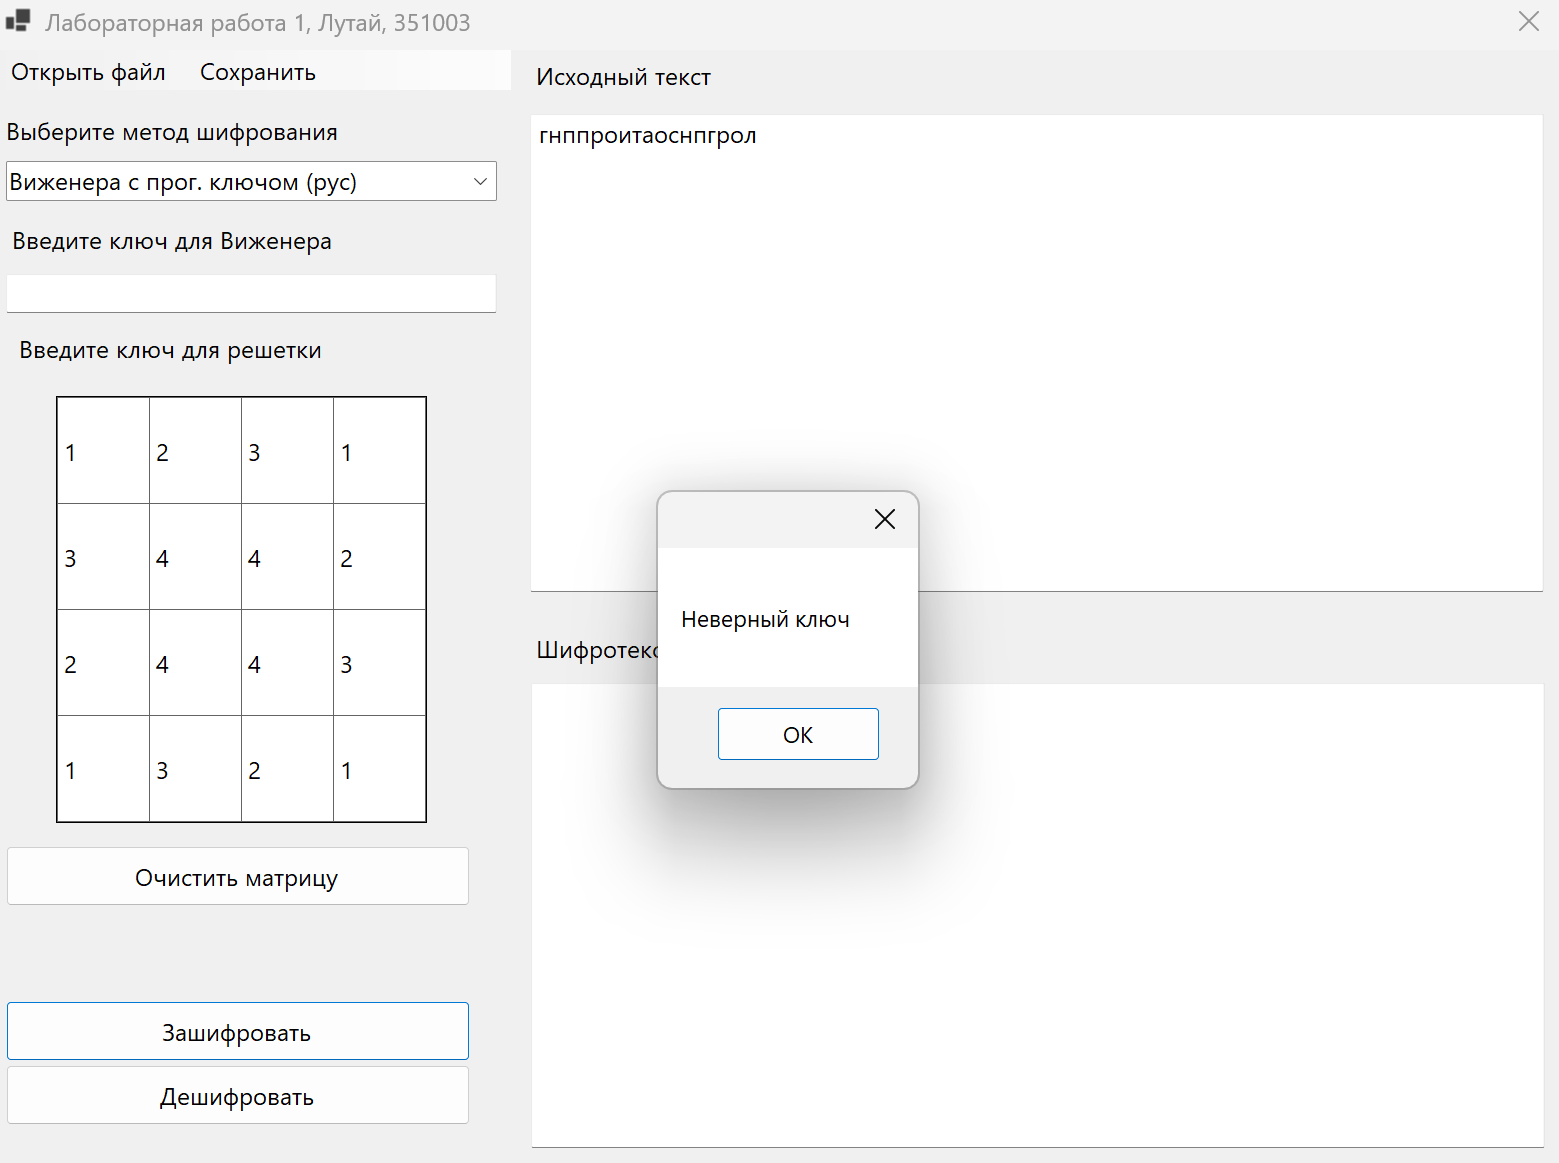 Лабораторная работа 1, Лутай, 351003
Открыть файл Сохранить
Выберите метод шифрования
Виженера с прог. ключом (рус)
Введите ключ для Виженера
Введите ключ для решетки
1 2 3 1
3 4 4 2
2 4 4 3
1 3 2 1
Очистить матрицу
Зашифровать
Дешифровать
Исходный текст
гнппроитаоснпгрол
Неверный ключ
ОК